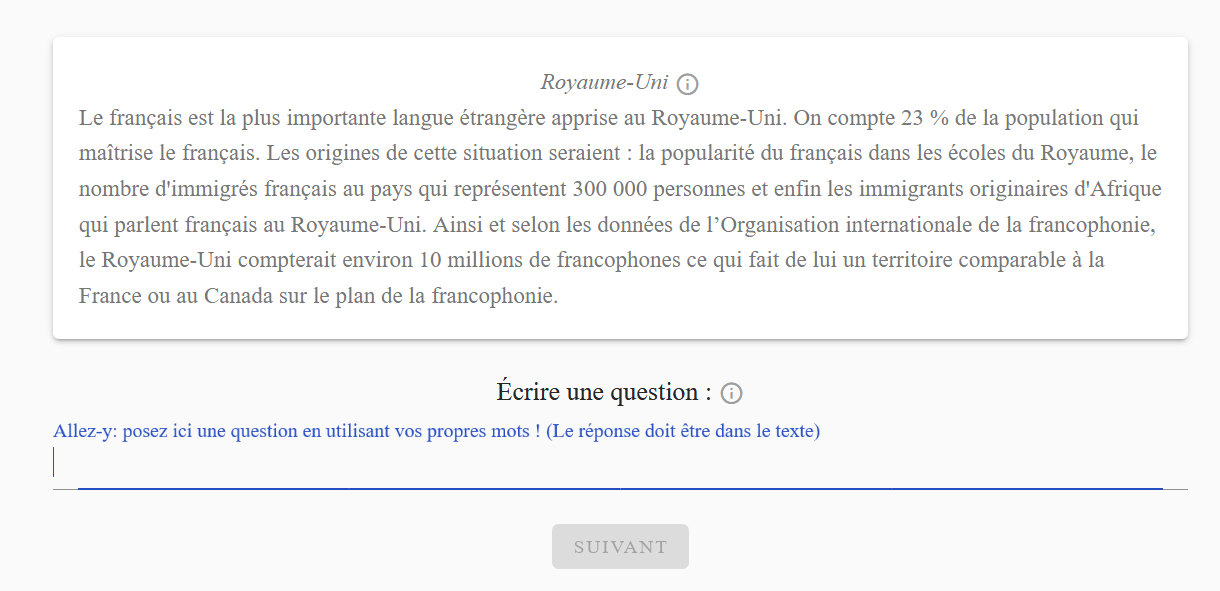 Royaume-Uni
Le français est la plus importante langue étrangère apprise au Royaume-Uni. On compte 23 % de la population qui
maîtrise le français. Les origines de cette situation seraient : la popularité du français dans les écoles du Royaume, le
nombre d'immigrés français au pays qui représentent 300 000 personnes et enfin les immigrants originaires d'Afrique
qui parlent français au Royaume-Uni. Ainsi et selon les données de l’Organisation internationale de la francophonie,
le Royaume-Uni compterait environ 10 millions de francophones ce qui fait de lui un territoire comparable à la
France ou au Canada sur le plan de la francophonie.
Écrire une question :
Allez-y: posez ici une question en utilisant vos propres mots ! (Le réponse doit être dans le texte)
SUIVANT